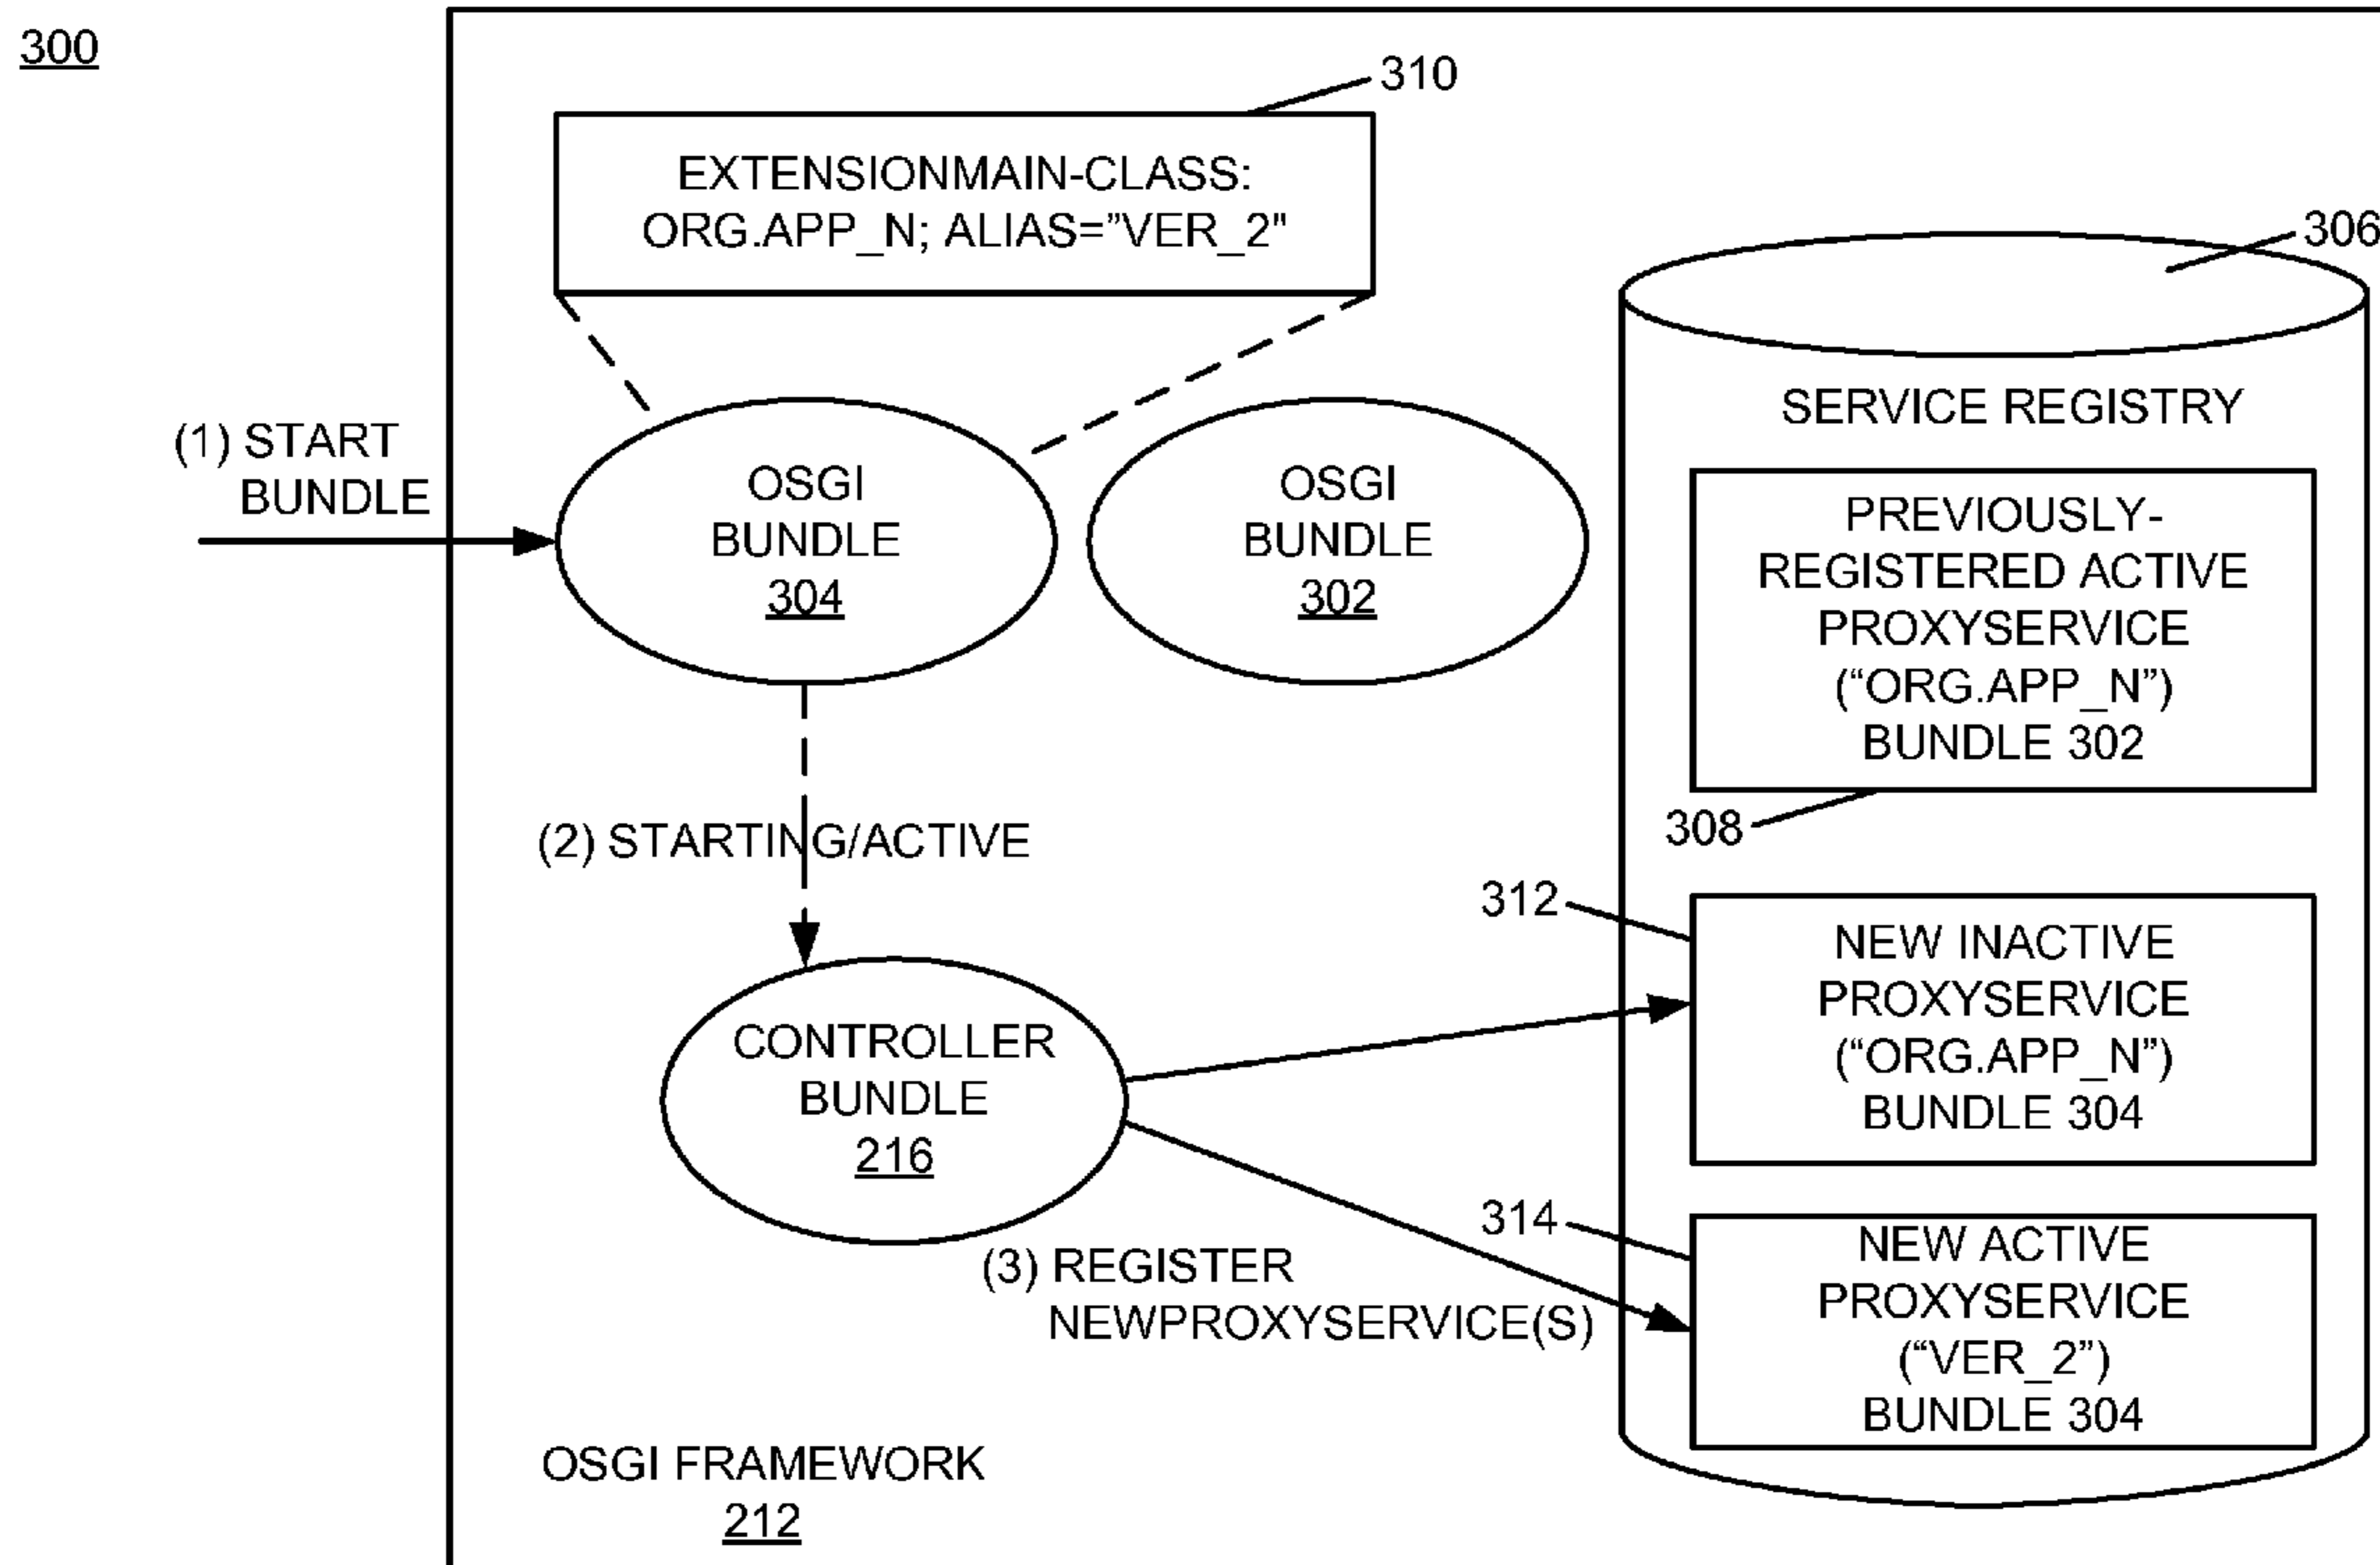 300
310
EXTENSIONMAIN-CLASS:
ORG.APP_N; ALIAS=”VER_2"
306
SERVICE REGISTRY
(1) START
BUNDLE
OSGI
BUNDLE
304
OSGI
BUNDLE
302
PREVIOUSLY-
REGISTERED ACTIVE
PROXYSERVICE
(“ORG.APP_N”)
BUNDLE 302
308
(2) STARTING/ACTIVE
312
NEW INACTIVE
PROXYSERVICE
(“ORG.APP_N”)
BUNDLE 304
CONTROLLER
BUNDLE
216
314
NEW ACTIVE
PROXYSERVICE
(“VER_2”)
BUNDLE 304
(3) REGISTER
NEWPROXYSERVICE(S)
OSGI FRAMEWORK
212